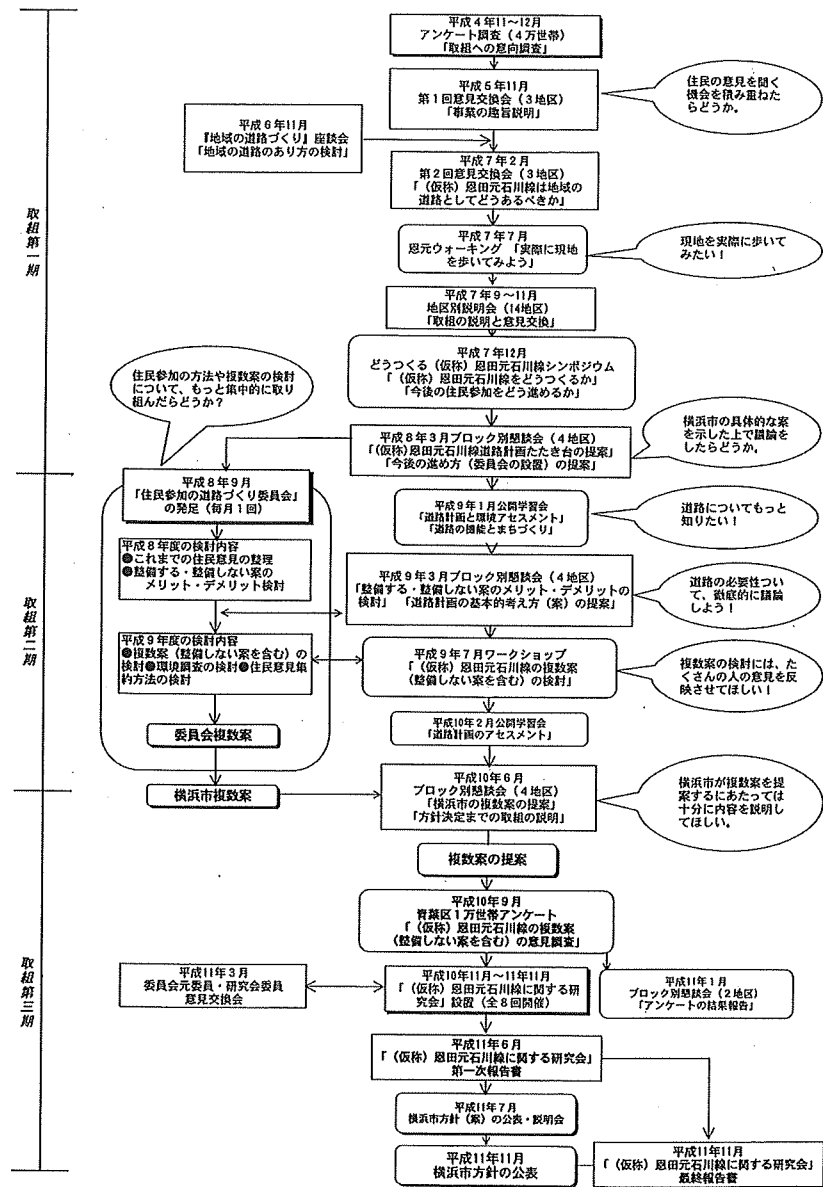 取組第一期
平成４年11～12月
アンケート調査（４万世帯）
「取組への意向調査」
平成５年11月
第１回意見交換会（３地区）
「事業の趣旨説明」
住民の意見を聞く
機会を積み重ねた
らどうか。
平成６年11月
『地域の道路づくり』座談会
「地域の道路のあり方の検討」
平成７年２月
第２回意見交換会（３地区）
「（仮称）恩田元石川線は地域の
道路としてどうあるべきか」
平成７年７月
恩元ウォーキング 「実際に現地
を歩いてみよう」
現地を実際に歩いて
みたい！
平成７年９～11月
地区別説明会（14地区）
「取組の説明と意見交換」
平成７年12月
どうつくる（仮称）恩田元石川線シンポジウム
「（仮称）恩田元石川線をどうつくるか」
「今後の住民参加をどう進めるか」
住民参加の方法や複数案の検討
について、もっと集中的に取り
組んだらどうか？
平成８年３月ブロック別懇談会（４地区）
「（仮称）恩田元石川線道路計画たたき台の提案」
「今後の進め方（委員会の設置）の提案」
横浜市の具体的な案
を示した上で議論を
したらどうか。
取組第二期
平成８年９月
「住民参加の道路づくり委員会」
の発足（毎月１回）
平成９年１月公開学習会
「道路計画と環境アセスメント」
「道路の機能とまちづくり」
道路についてもっと
知りたい！
平成８年度の検討内容
●これまでの住民意見の整理
●整備する・整備しない案の
メリット・デメリット検討
平成９年３月ブロック別懇談会（４地区）
「整備する・整備しない案のメリット・デメリットの
検討」 「道路計画の基本的考え方（案）の提案」
道路の必要性ついて、
徹底的に議論
しよう！
平成９年度の検討内容
●複数案（整備しない案を含む）の
検討●環境調査の検討●住民意見集
約方法の検討
平成９年７月ワークショップ
「（仮称）恩田元石川線の複数案
（整備しない案を含む）の検討」
複数案の検討には、た
くさんの人の意見を反
映させてほしい！
委員会複数案
平成10年２月公開学習会
「道路計画のアセスメント」
取組第三期
横浜市複数案
平成10年６月
ブロック別懇談会（４地区）
「横浜市の複数案の提案」
「方針決定までの取組の説明」
横浜市が複数案を提
案するにあたっては
十分に内容を説明し
てほしい。
複数案の提案
平成10年９月
青葉区１万世帯アンケート
「（仮称）恩田元石川線の複数案
（整備しない案を含む）の意見調査」
平成11年３月
委員会元委員・研究会委員
意見交換会
平成10年11月～11年11月
「（仮称）恩田元石川線に関する研
究会」設置（全８回開催）
平成11年１月
ブロック別懇談会（２地区）
「アンケートの結果報告」
平成11年６月
「（仮称）恩田元石川線に関する研究会」
第一次報告書
平成11年７月
横浜市方針（案）の公表・説明会
平成11年11月
横浜市方針の公表
平成11年11月
「（仮称）恩田元石川線に関する研究会」
最終報告書